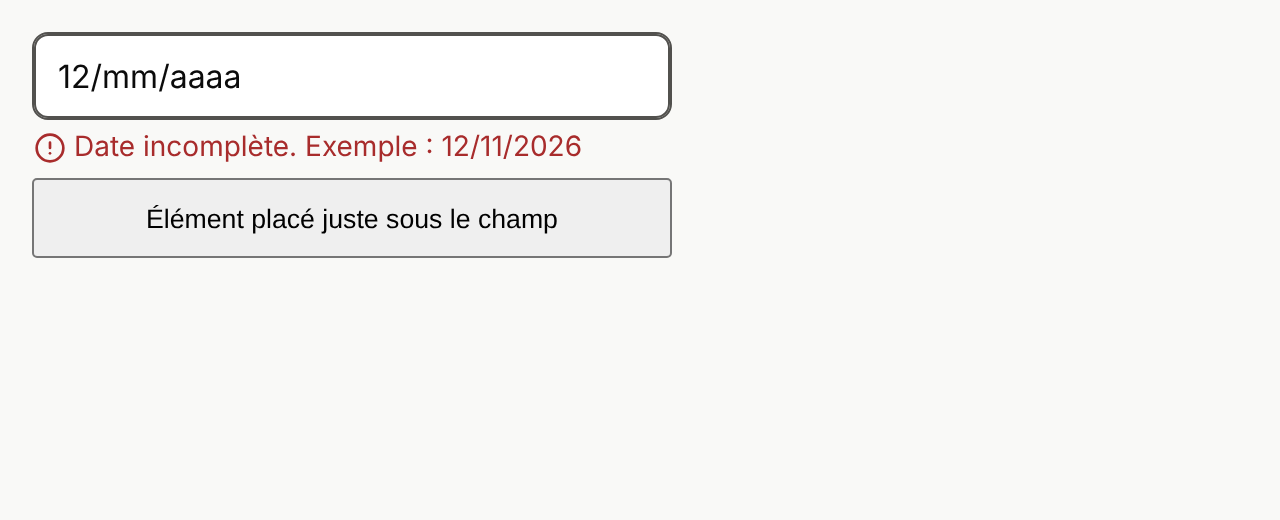 12/mm/aaaa
Date incomplète. Exemple : 12/11/2026
Élément placé juste sous le champ